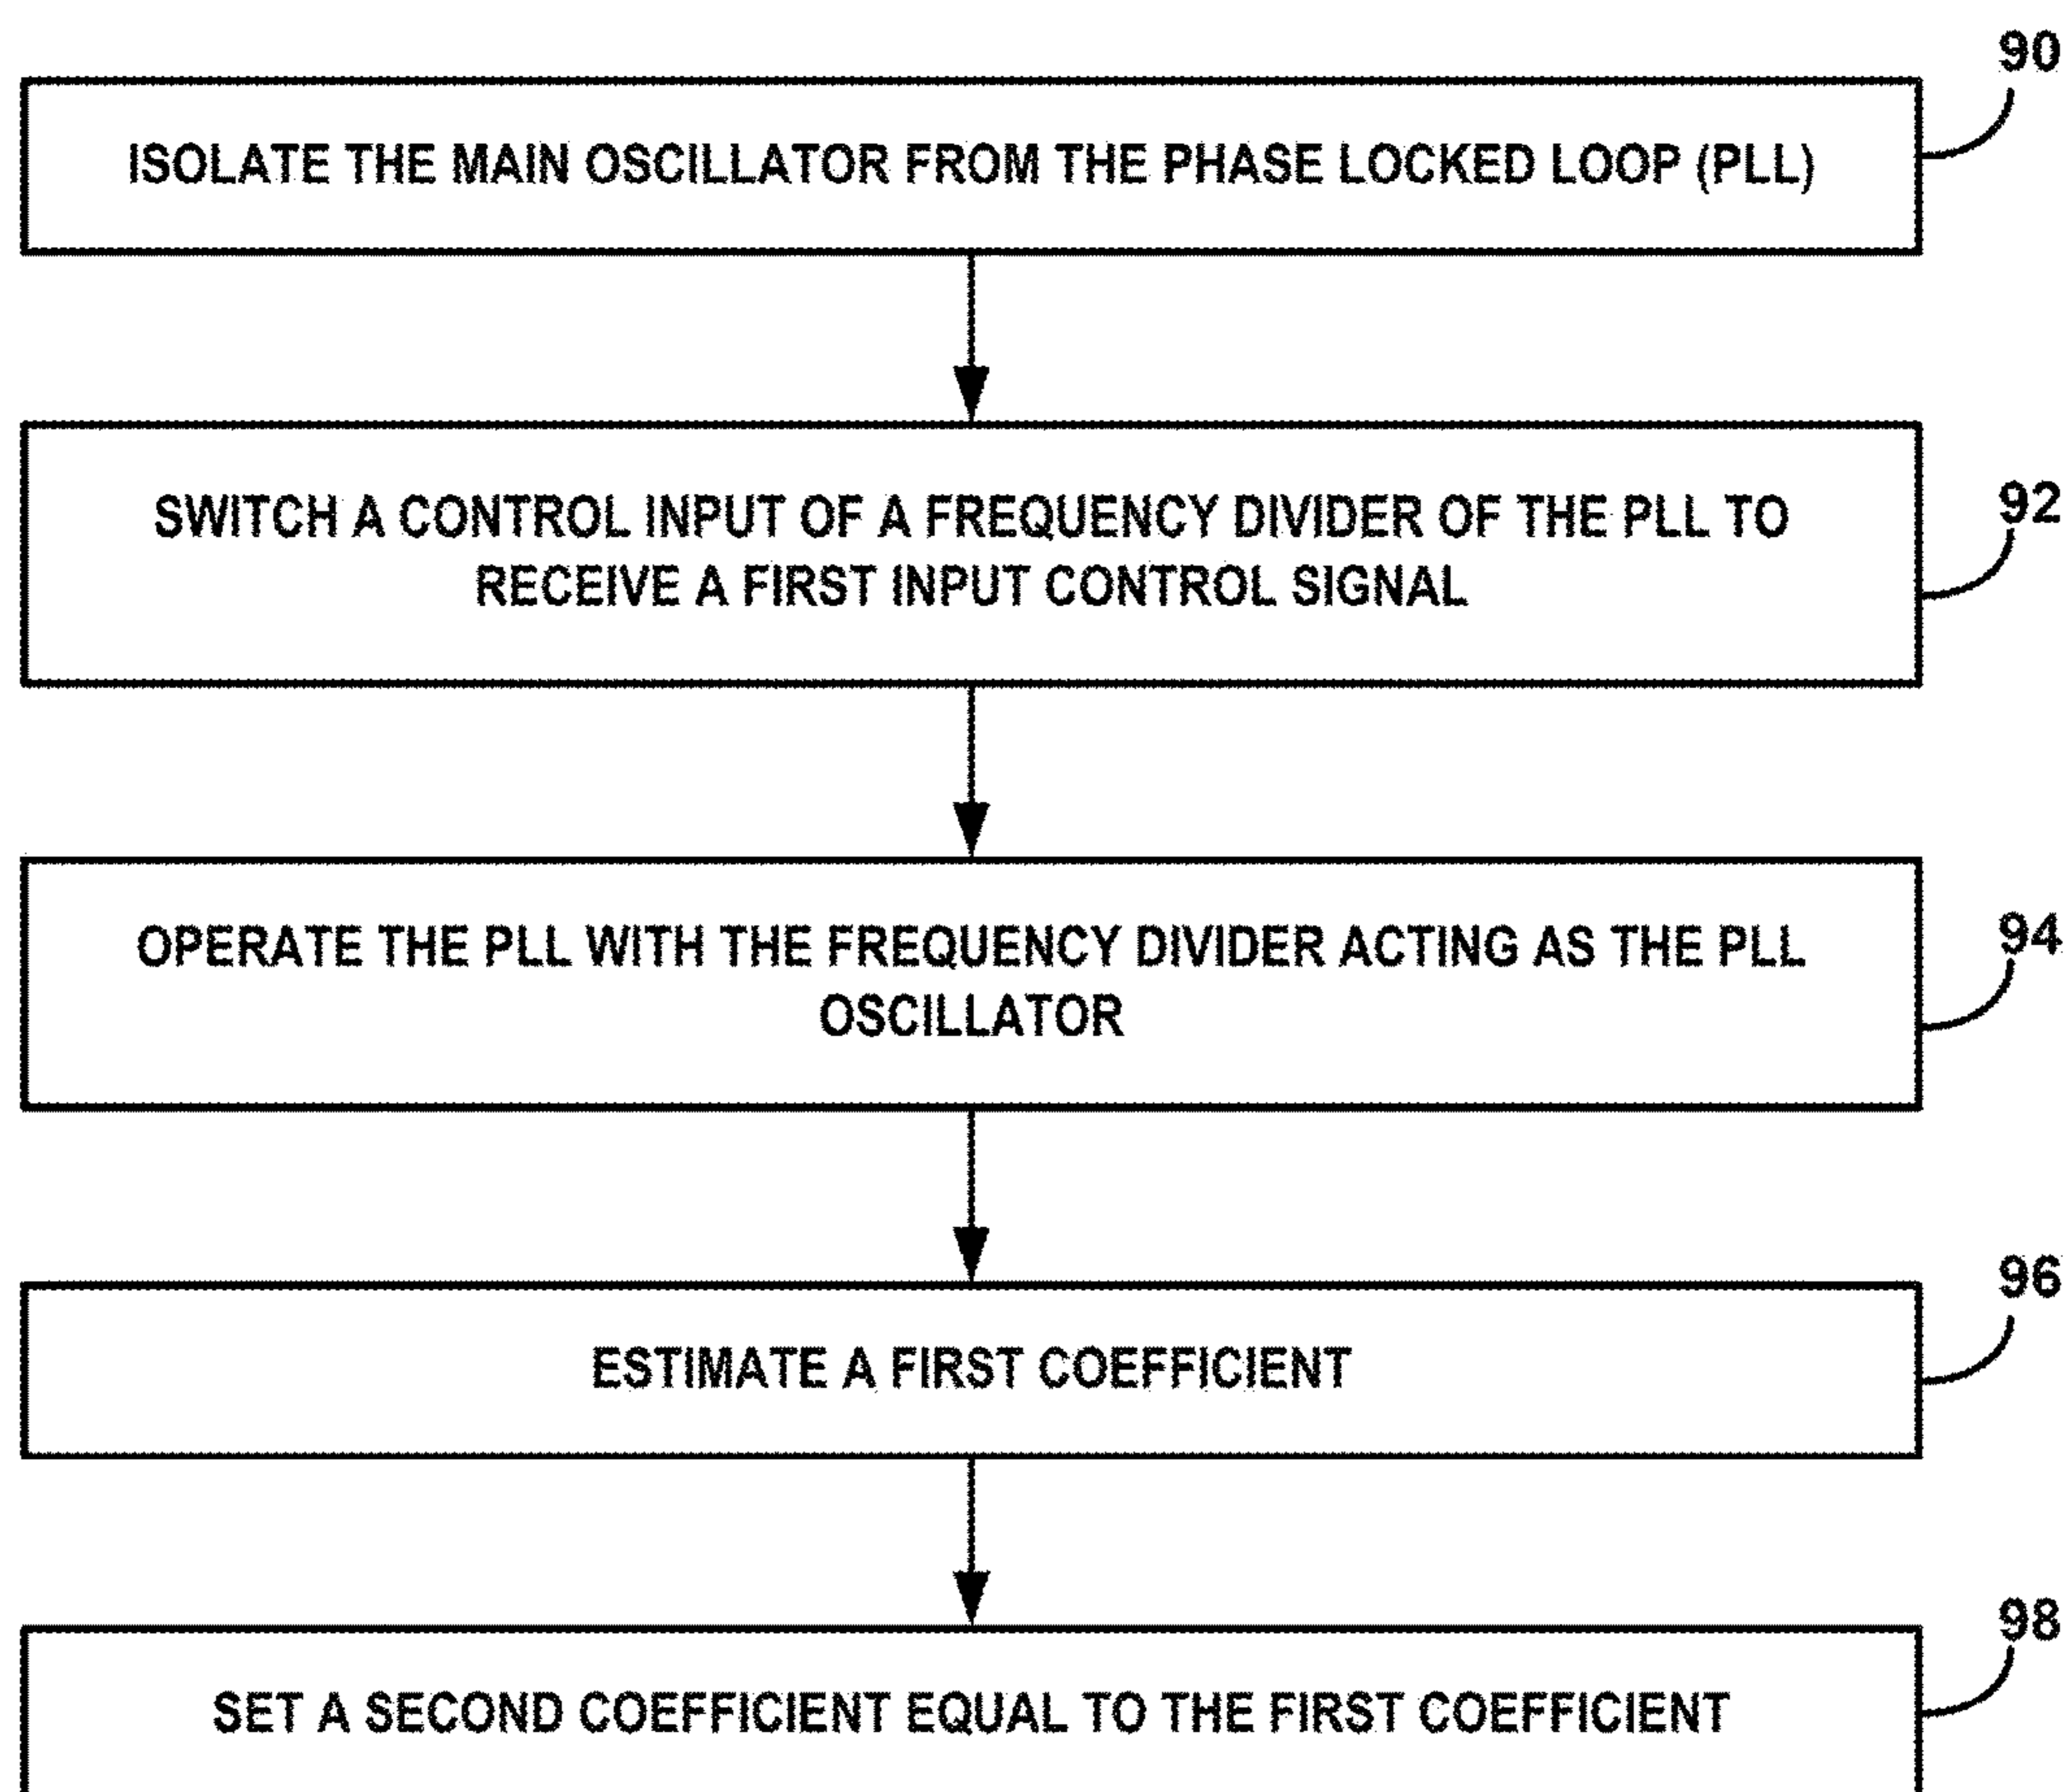 90
ISOLATE THE MAIN OSCILLATOR FROM THE PHASE LOCKED LOOP (PLL)
92
SWITCH A CONTROL INPUT OF A FREQUENCY DIVIDER OF THE PLL TO
RECEIVE A FIRST INPUT CONTROL SIGNAL
94
OPERATE THE PLL WITH THE FREQUENCY DIVIDER ACTING AS THE PLL
OSCILLATOR
96
ESTIMATE A FIRST COEFFICIENT
98
SET A SECOND COEFFICIENT EQUAL TO THE FIRST COEFFICIENT